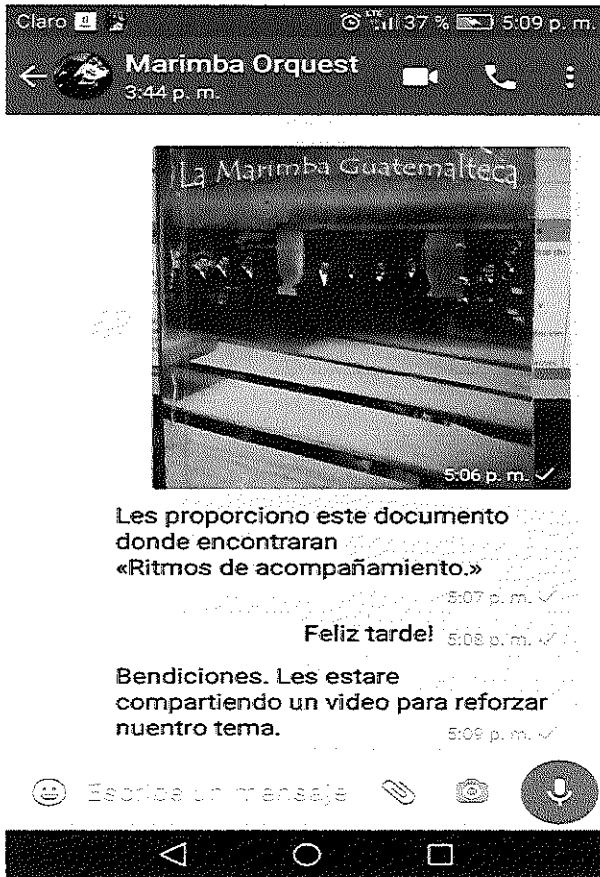 Claro LTE 37 % 5:09 p. m.
Marimba Orquest
3:44 p. m.
La Marimba Guatemalteca
5:06 p. m.
Les proporciono este documento
donde encontraran
«Ritmos de acompañamiento.»
5:07 p. m.
Feliz tarde! 5:08 p. m.
Bendiciones. Les estare
compartiendo un video para reforzar
nuentro tema.
5:09 p. m.
Escribe un mensaje